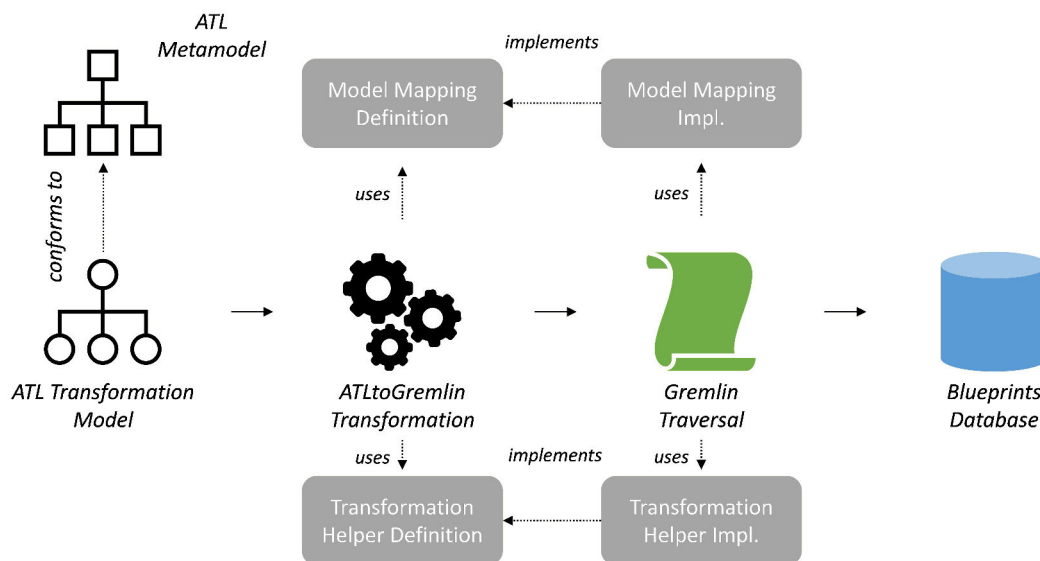 ATL
Metamodel
implements
Model Mapping
Definition
Model Mapping
Impl.
conforms to
uses
uses
ATL Transformation
Model
ATLtoGremlin
Transformation
Gremlin
Traversal
Blueprints
Database
uses
implements
uses
Transformation
Helper Definition
Transformation
Helper Impl.